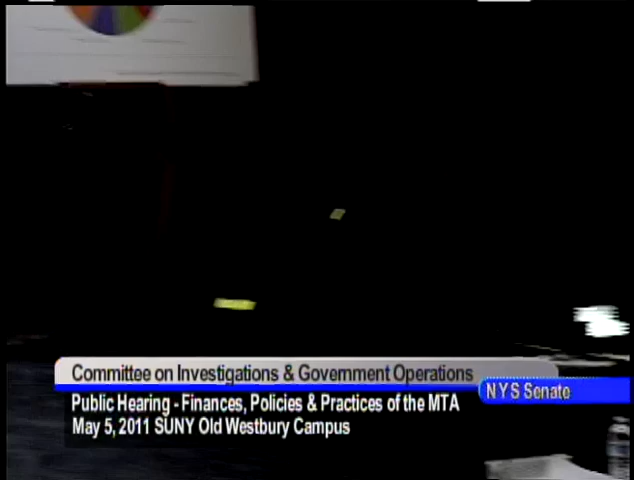 Committee on Investigations & Government Operations
NYS Senate
Public Hearing - Finances, Policies & Practices of the MTA
May 5, 2011 SUNY Old Westbury Campus